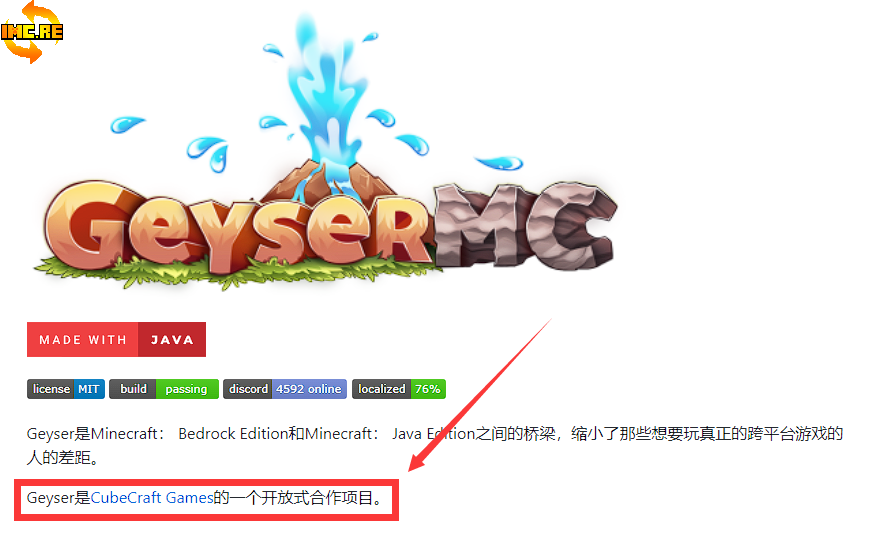 IMC.RE
GeyserMC
MADE WITH JAVA
license MIT build passing discord 4592 online localized 76%
Geyser是Minecraft： Bedrock Edition和Minecraft： Java Edition之间的桥梁，缩小了那些想要玩真正的跨平台游戏的
人的差距。
Geyser是CubeCraft Games的一个开放式合作项目。